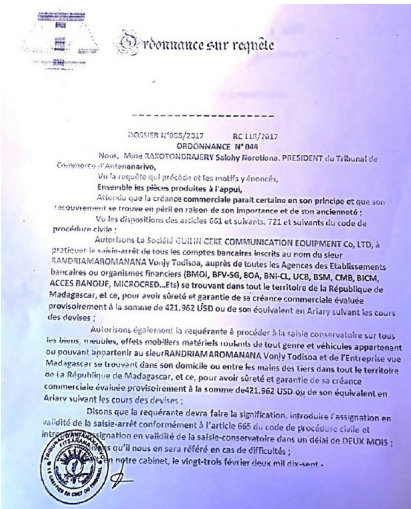 Ordonnance sur requête
DOSSIER N°055/2017 RC 118/2017
ORDONNANCE N° 048
Nous, Mme RAKOTONDRAJERY Salohy Norotiana. PRESIDENT du Tribunal de
Commerce d'Antananarivo,
Vu la requête qui précède et les motifs y énoncés,
Ensemble les pièces produites à l'appui,
Attendu que la créance commerciale parait certaine en son principe et que son
recouvrement se trouve en péril en raison de son importance et de son ancienneté ;
Vu les dispositions des articles 661 et suivants, 721 et suivants du code de
procédure civile ;
Autorisons La Société GUILIN CEKE COMMUNICATION EQUIPMENT Co, LTD, à
pratiquer la saisie-arrêt de tous les comptes bancaires inscrits au nom du sieur
RANDRIAMAROMANANA Vonjy Todisoa, auprès de toutes les Agences des Etablissements
bancaires ou organismes financiers (BMOI, BFV-SG, BOA, BNI-CL, UCB, BSM, CMB, BICM,
ACCES BANQUE, MICROCRED...Ets) se trouvant dans tout le territoire de la République de
Madagascar, et ce, pour avoir sûreté et garantie de sa créance commerciale évaluée
provisoirement à la somme de 421.962 USD ou de son équivalent en Ariary suivant les cours
des devises ;
Autorisons également la requérante à procéder à la saisie conservatoire sur tous
les biens, meubles, effets mobiliers matériels roulants de tout genre et véhicules appartenant
ou pouvant appartenir au sieurRANDRIAMAROMANANA Vonjy Todisoa et de l'Entreprise vue
Madagascar se trouvant dans son domicile ou entre les mains des tiers dans tout le territoire
de La République de Madagascar, et ce, pour avoir sûreté et garantie de sa créance
commerciale évaluée provisoirement à la somme de421.962 USD ou de son équivalent en
Ariary suivant les cours des devises ;
Disons que la requérante devra faire la signification, introduire l'assignation en
validité de la saisie-arrêt conformément à l'article 665 du code de procédure civile et
assignation en validité de la saisie-conservatoire dans un délai de DEUX MOIS ;
qu'il nous en sera référé en cas de difficultés ;
en notre cabinet, le vingt-trois février deux mil dix-sept -